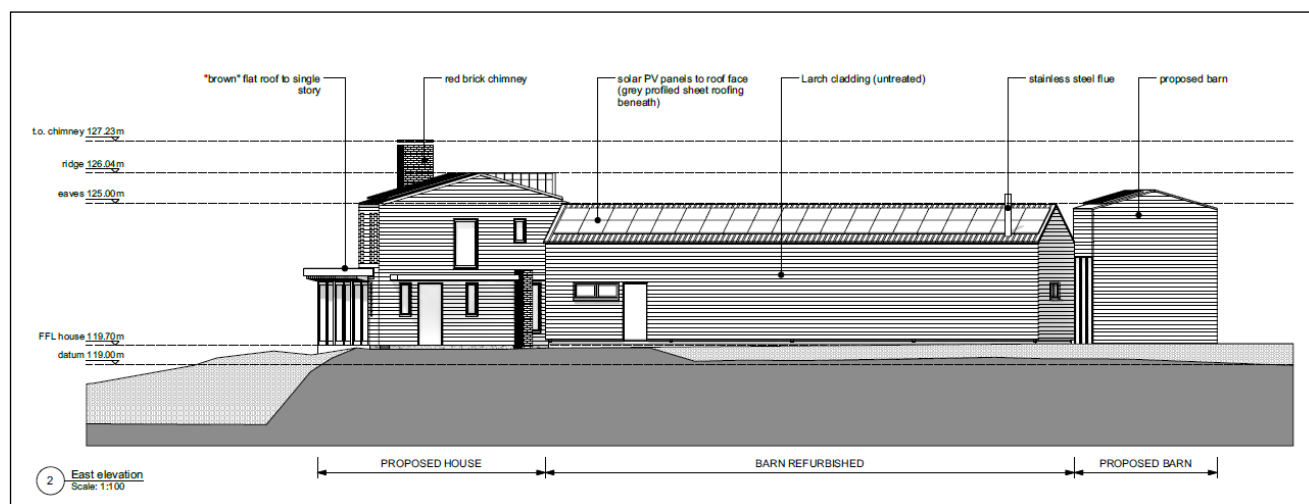 "brown" flat roof to single
story
red brick chimney
solar PV panels to roof face
(grey profiled sheet roofing
beneath)
Larch cladding (untreated)
stainless steel flue
proposed barn
t.o. chimney 127.23m
ridge 126.04m
eaves 125.00m
FFL house 119.70m
datum 119.00m
PROPOSED HOUSE
BARN REFURBISHED
PROPOSED BARN
2
East elevation
Scale: 1:100